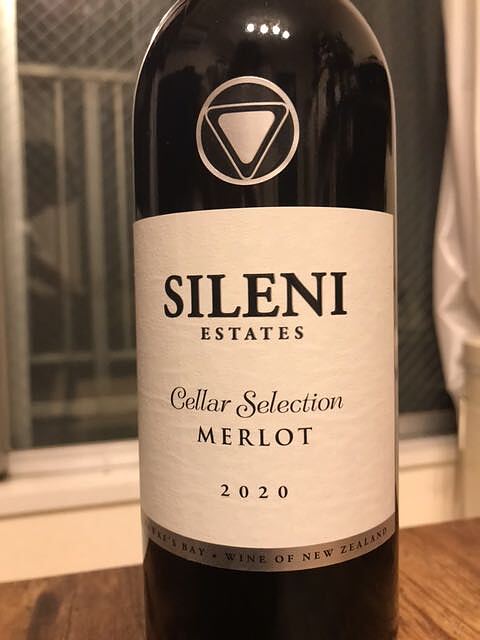 SILENI
ESTATES
Cellar Selection
MERLOT
2020
BAY • WINE OF NEW ZEALAND